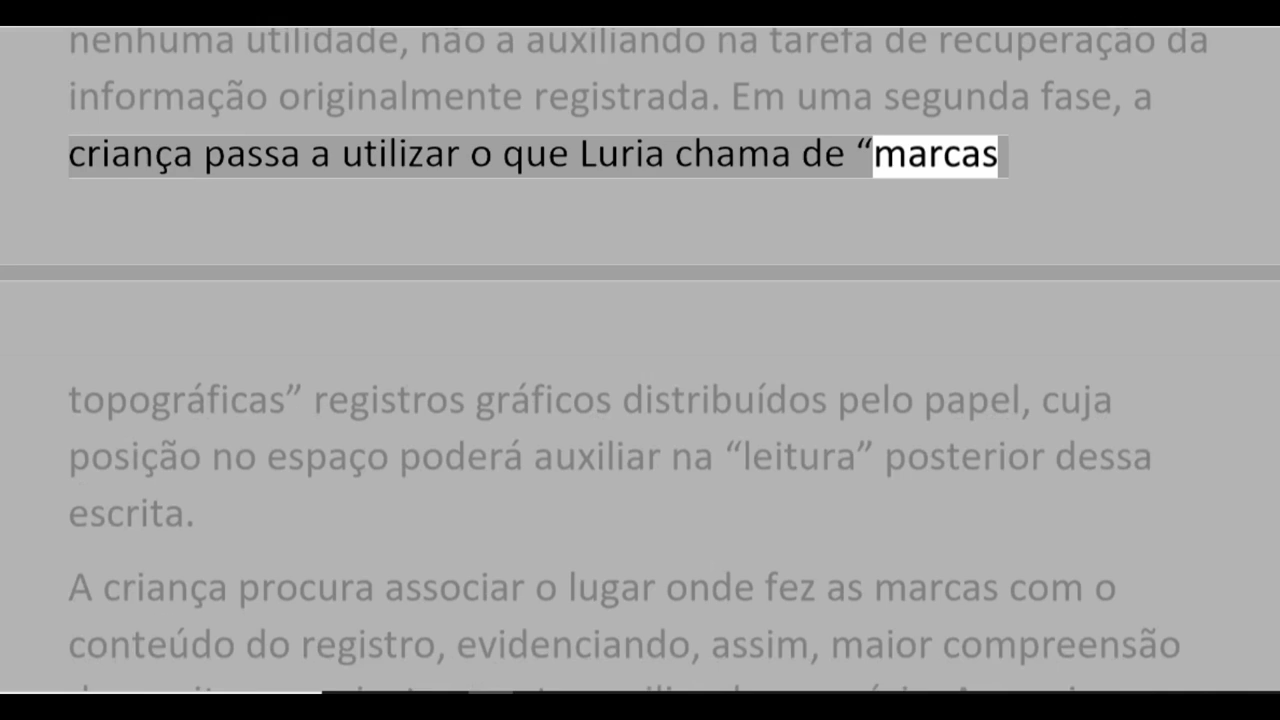 nenhuma utilidade, não a auxiliando na tarefa de recuperação da
informação originalmente registrada. Em uma segunda fase, a
criança passa a utilizar o que Luria chama de “marcas
topográficas” registros gráficos distribuídos pelo papel, cuja
posição no espaço poderá auxiliar na “leitura” posterior dessa
escrita.
A criança procura associar o lugar onde fez as marcas com o
conteúdo do registro, evidenciando, assim, maior compreensão